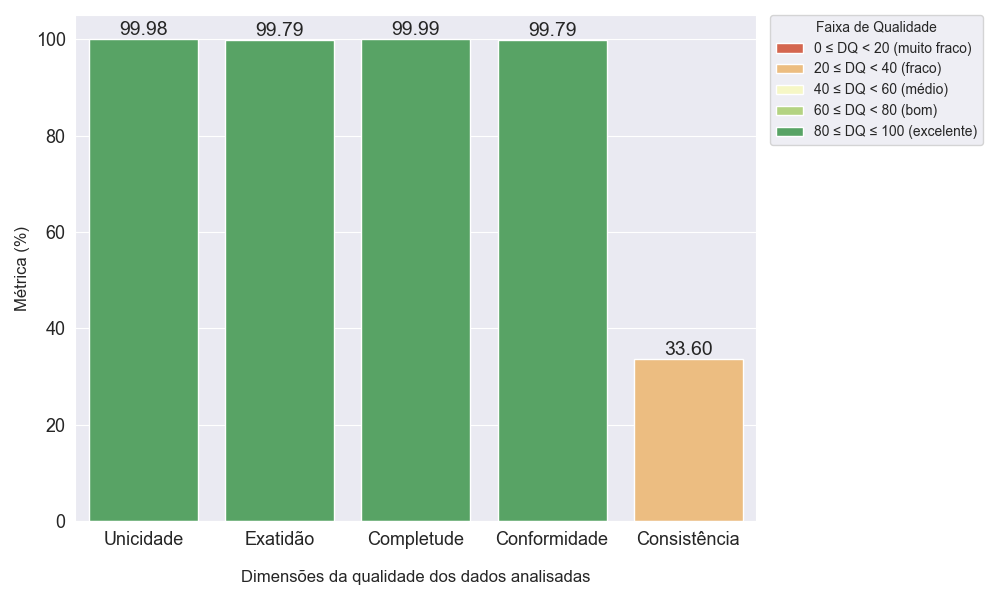 99.98
99.79
99.99
99.79
33.60
100
80
60
40
20
0
Métrica (%)
Unicidade
Exatidão
Completude
Conformidade
Consistência
Dimensões da qualidade dos dados analisadas
Faixa de Qualidade
0 ≤ DQ < 20 (muito fraco)
20 ≤ DQ < 40 (fraco)
40 ≤ DQ < 60 (médio)
60 ≤ DQ < 80 (bom)
80 ≤ DQ ≤ 100 (excelente)